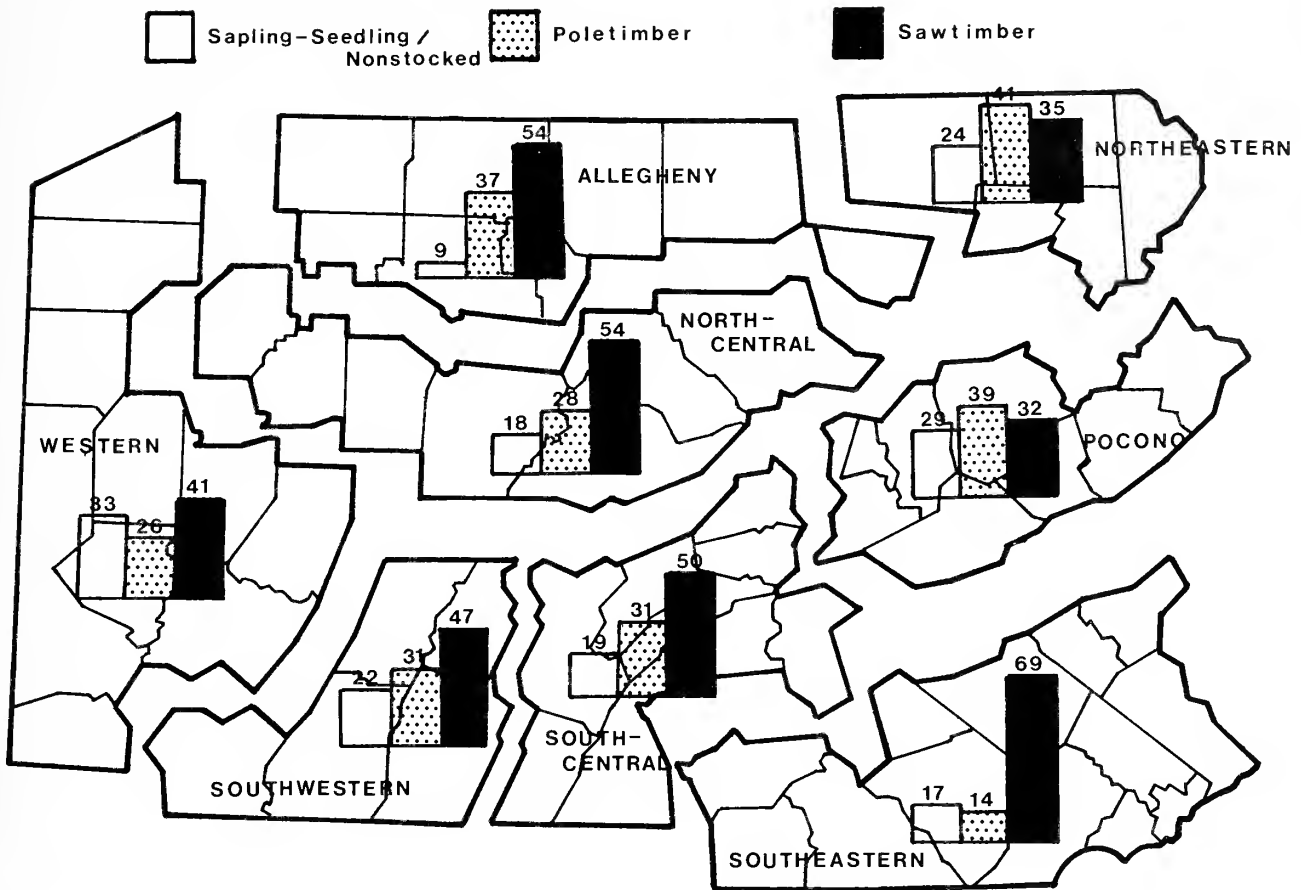 Sapling-Seedling /
Nonstocked
Poletimber
Sawtimber
54
37
9
ALLEGHENY
24
41
35
NORTHEASTERN
18
28
54
NORTH-
CENTRAL
29
39
32
POCONO
WESTERN
33
26
41
22
31
47
SOUTHWESTERN
19
31
50
SOUTH-
CENTRAL
17
14
69
SOUTHEASTERN